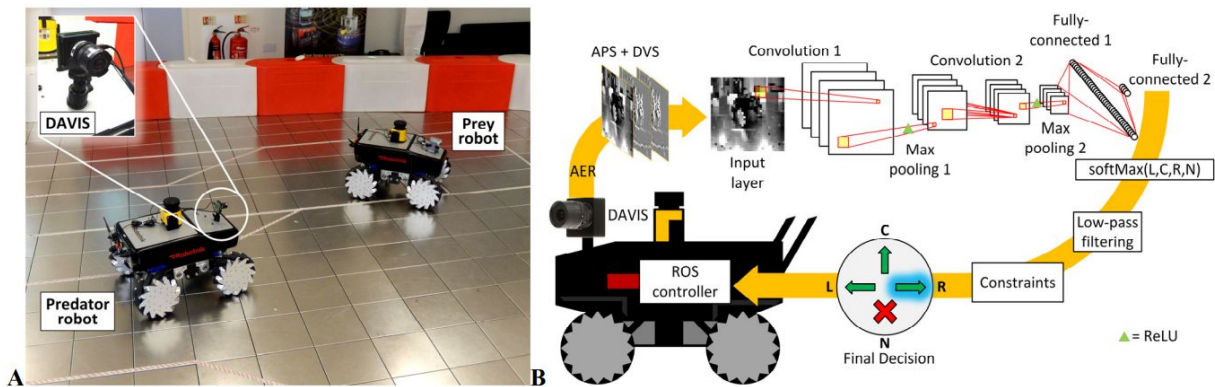 A
DAVIS
Prey
robot
Predator
robot
B
APS + DVS
Convolution 1
Convolution 2
Fully-
connected 1
Fully-
connected 2
Input
layer
Max
pooling 1
Max
pooling 2
softMax(L,C,R,N)
Low-pass
filtering
Constraints
AER
DAVIS
ROS
controller
C
L
R
N
Final Decision
= ReLU